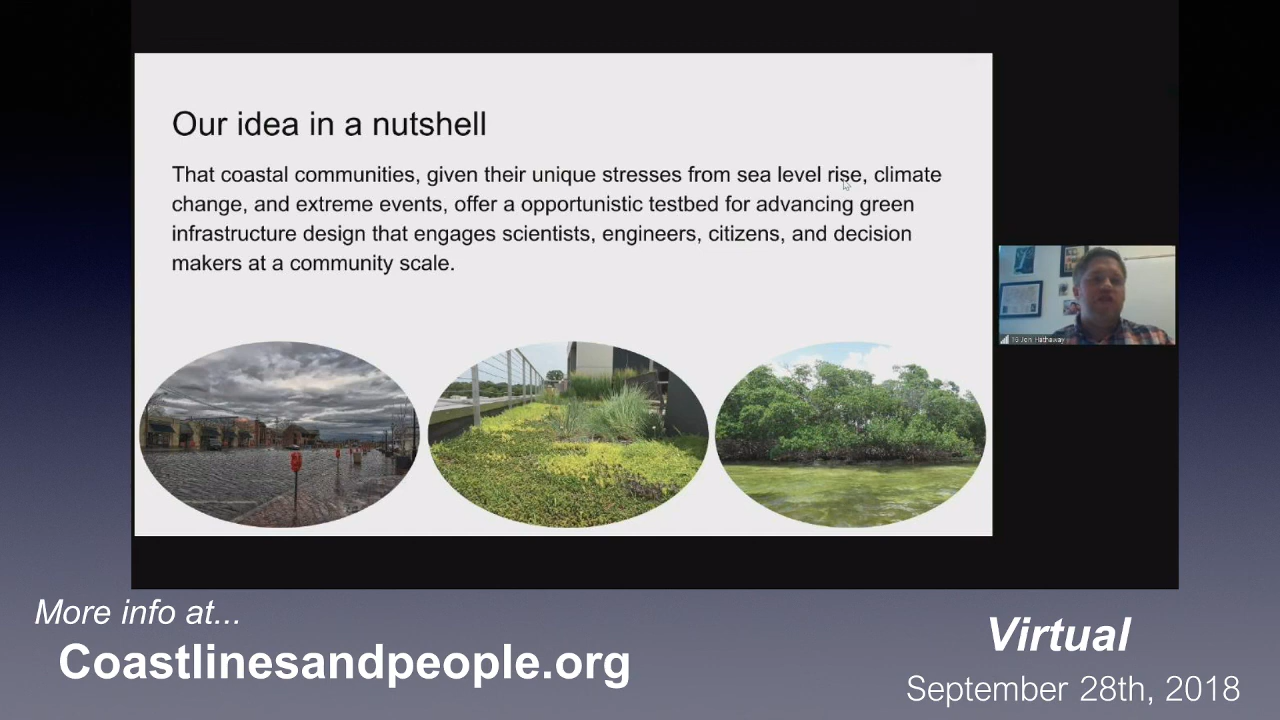 Our idea in a nutshell
That coastal communities, given their unique stresses from sea level rise, climate
change, and extreme events, offer a opportunistic testbed for advancing green
infrastructure design that engages scientists, engineers, citizens, and decision
makers at a community scale.
Hathaway
More info at...
Coastlinesandpeople.org
Virtual
September 28th, 2018